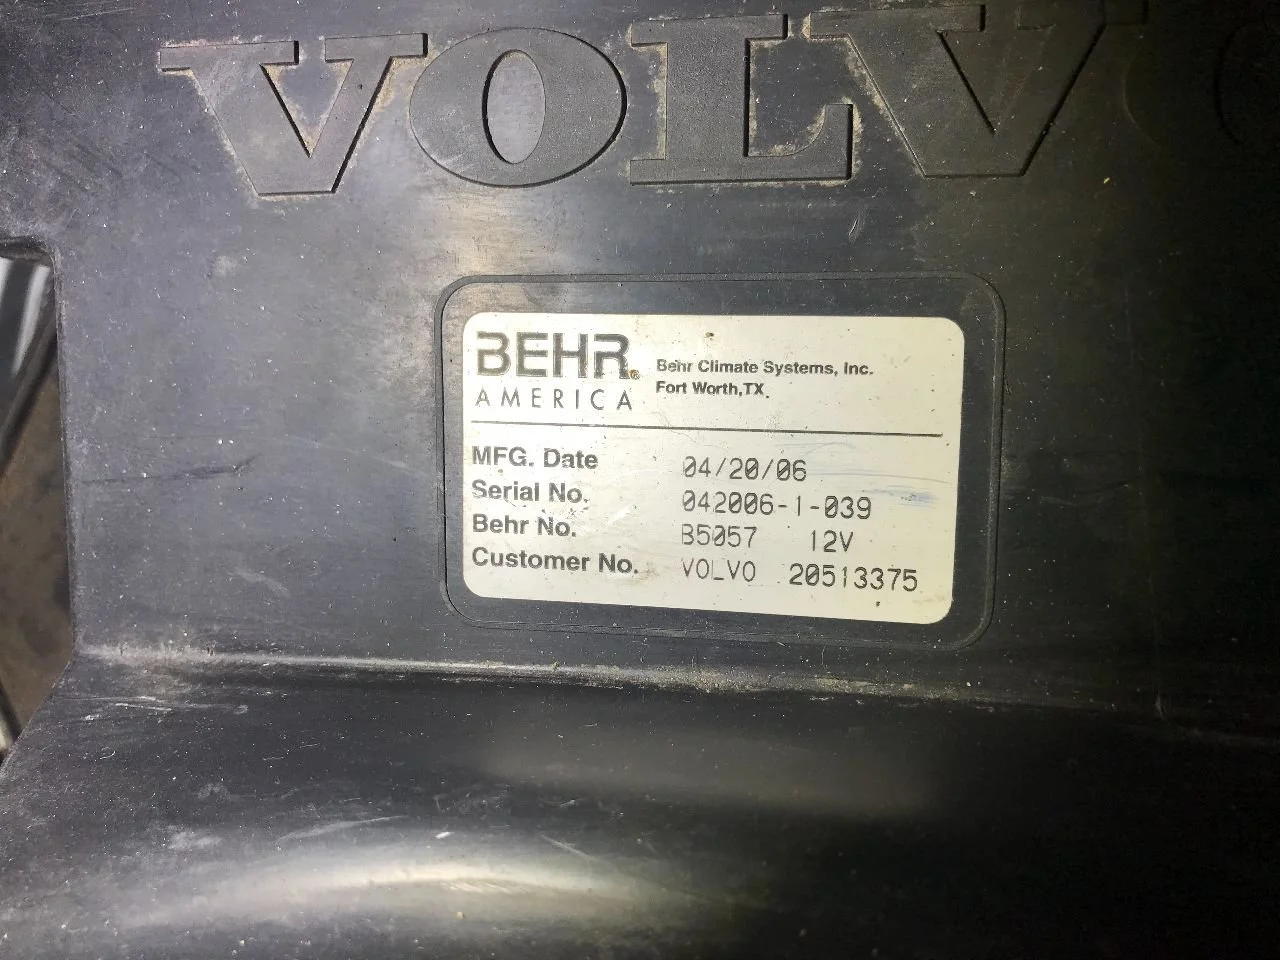 VOLVO
BEHR®
AMERICA
Behr Climate Systems, Inc.
Fort Worth,TX.
MFG. Date 04/20/06
Serial No. 042006-1-039
Behr No. B5057 12V
Customer No. VOLVO 20513375